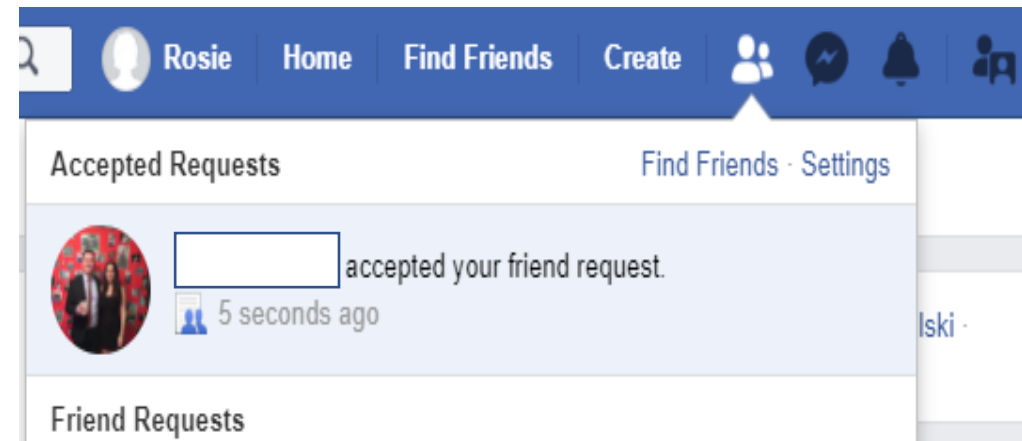 Rosie Home Find Friends Create
Accepted Requests Find Friends · Settings
accepted your friend request.
5 seconds ago
lski ·
Friend Requests